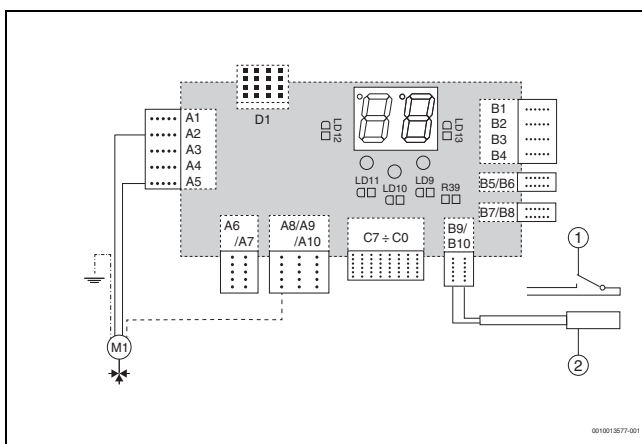 D1
88
A1
A2
A3
A4
A5
LD12
LD13
LD11
LD10
LD9
R39
B1
B2
B3
B4
B5/B6
B7/B8
A6
/A7
A8/A9
/A10
C7 ÷ C0
B9/
B10
1
2
M1
0010013577-001